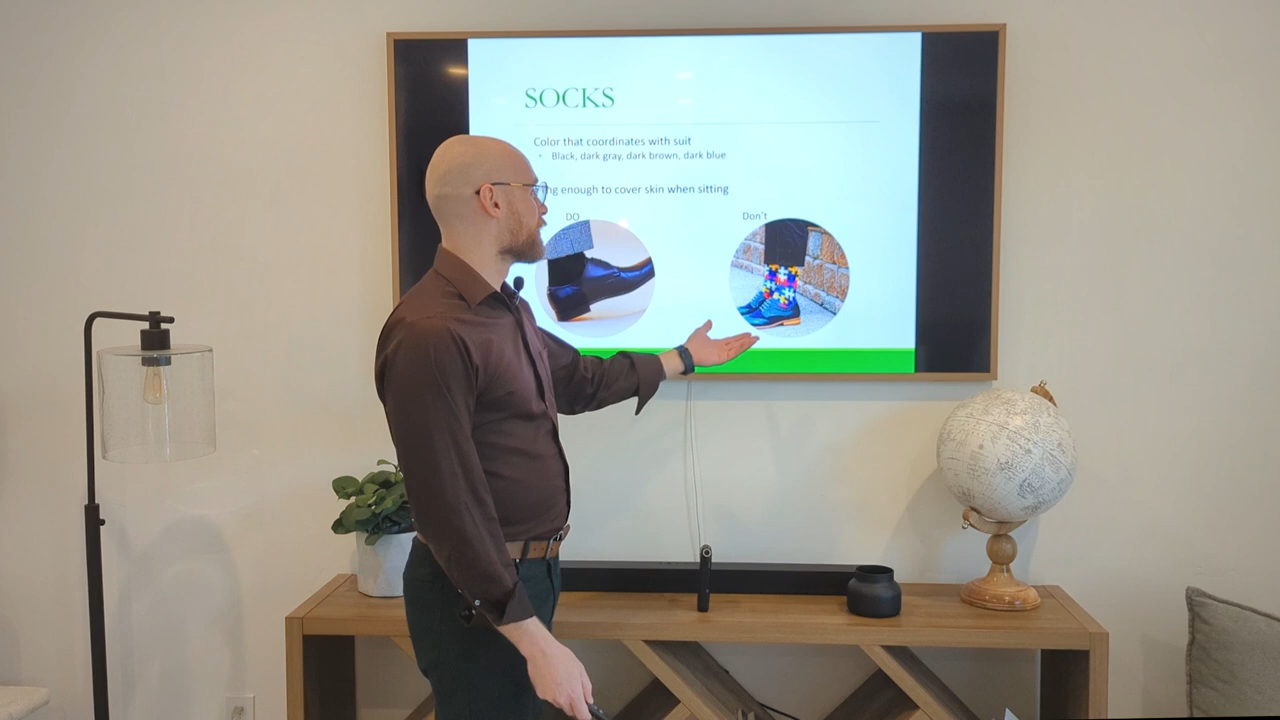 SOCKS
Color that coordinates with suit
• Black, dark gray, dark brown, dark blue
enough to cover skin when sitting
DO
Don't